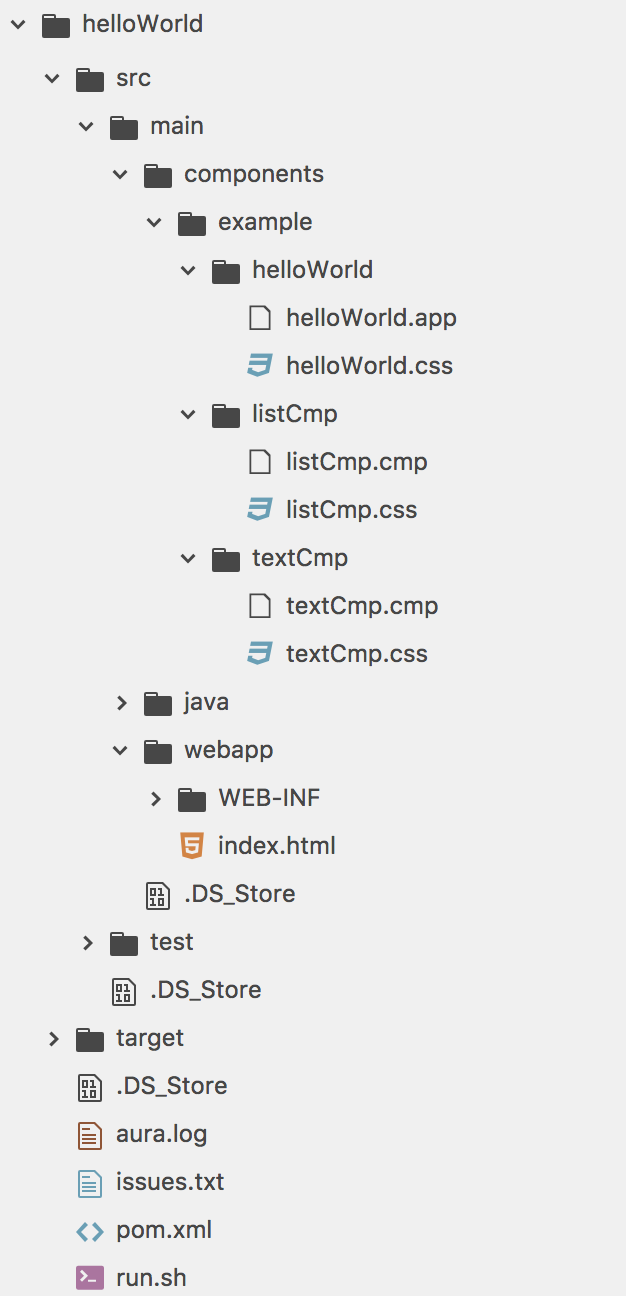 helloWorld
src
main
components
example
helloWorld
helloWorld.app
helloWorld.css
listCmp
listCmp.cmp
listCmp.css
textCmp
textCmp.cmp
textCmp.css
java
webapp
WEB-INF
index.html
.DS_Store
test
.DS_Store
target
.DS_Store
aura.log
issues.txt
pom.xml
run.sh